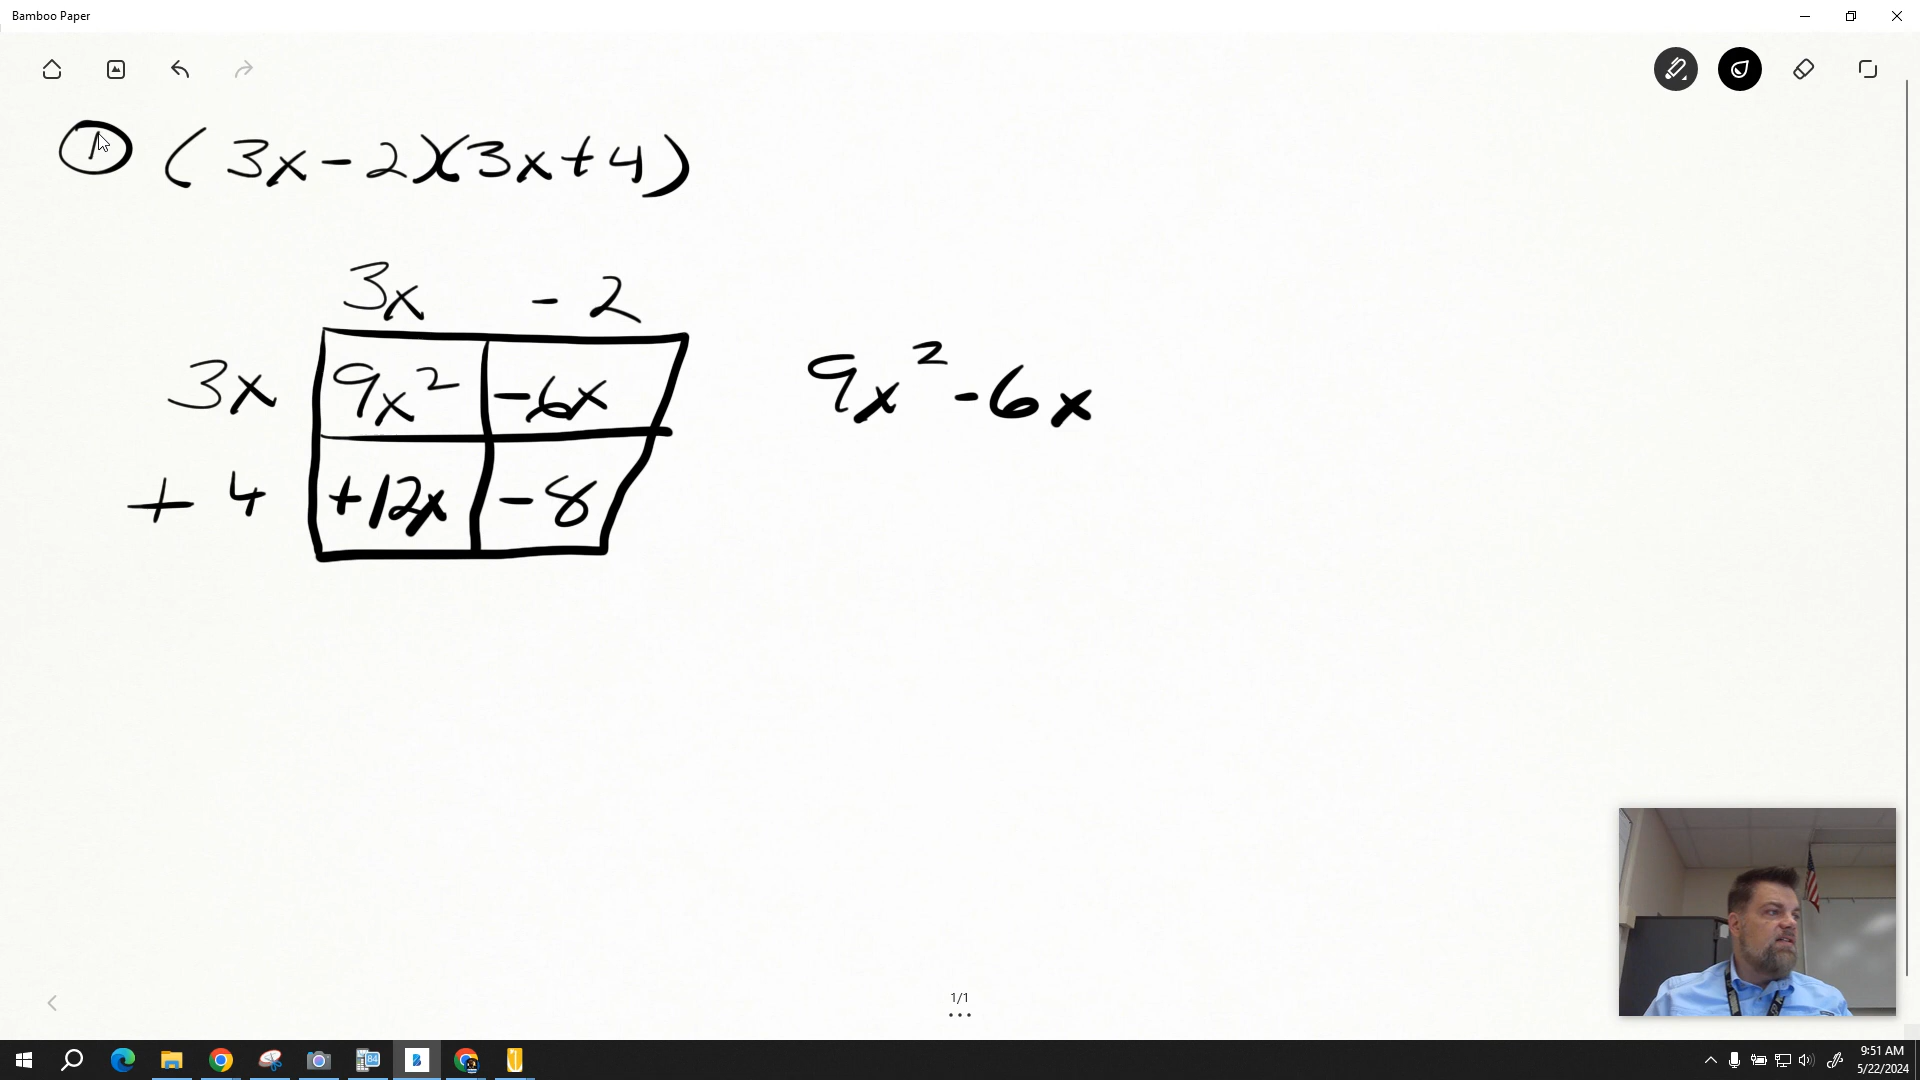 Bamboo Paper
① (3x-2)(3x+4)
3x - 2
3x 9x² -6x 9x² -6x
+ 4 +12x -8
1/1
84
9:51 AM
5/22/2024